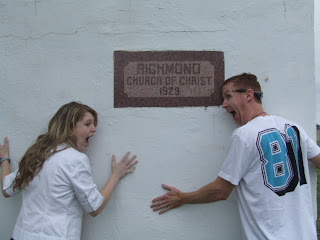 RICHMOND
CHURCH OF CHRIST
1929
81